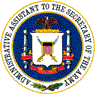 ADMINISTRATIVE ASSISTANT TO THE SECRETARY OF THE ARMY